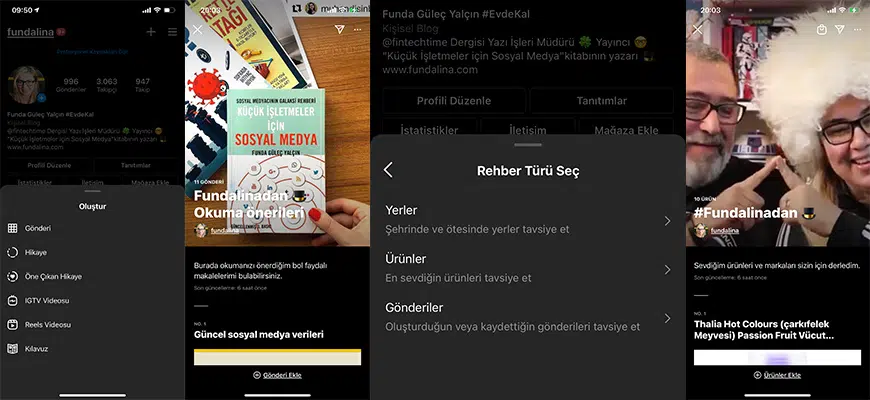 09:50
fundalina
996
3.063
947
Gönderiler
Takipçi
Takip
Funda Güleç Yalçın #EvdeKal
Kişisel Blog
@fintechtime Dergisi Yazı İşleri Müdürü Yayıncı
"Küçük İşletmeler için Sosyal Medya"kitabının yazarı
www.fundalina.com
Profili Düzenle
Tanıtımlar
İstatistikler
İletişim
Mağaza Ekle
Oluştur
Gönderi
Hikaye
Öne Çıkan Hikaye
IGTV Videosu
Reels Videosu
Kılavuz
20:03
SOSYAL MEDYANIN GALAKSİ REHBERİ
KÜÇÜK İŞLETMELER
İÇİN
SOSYAL MEDYA
FUNDA GÜLEÇ YALÇIN
11 GÖNDERİ
Fundalinadan
Okuma önerileri
fundalina
Burada okumanızı önerdiğim bol faydalı
makalelerimi bulabilirsiniz.
Son güncelleme: 6 saat önce
NO. 1
Güncel sosyal medya verileri
Gönderi Ekle
Funda Güleç Yalçın #EvdeKal
Kişisel Blog
@fintechtime Dergisi Yazı İşleri Müdürü Yayıncı
"Küçük İşletmeler için Sosyal Medya"kitabının yazarı
www.fundalina.com
Profili Düzenle
Tanıtımlar
İstatistikler
İletişim
Mağaza Ekle
Rehber Türü Seç
Yerler
Şehrinde ve ötesinde yerler tavsiye et
Ürünler
En sevdiğin ürünleri tavsiye et
Gönderiler
Oluşturduğun veya kaydettiğin gönderileri tavsiye et
20:03
10 ÜRÜN
#Fundalinadan
fundalina
Sevdiğim ürünleri ve markaları sizin için derledim.
Son güncelleme: 6 saat önce
NO. 1
Thalia Hot Colours (çarkıfelek
Meyvesi) Passion Fruit Vücut...
Ürünler Ekle